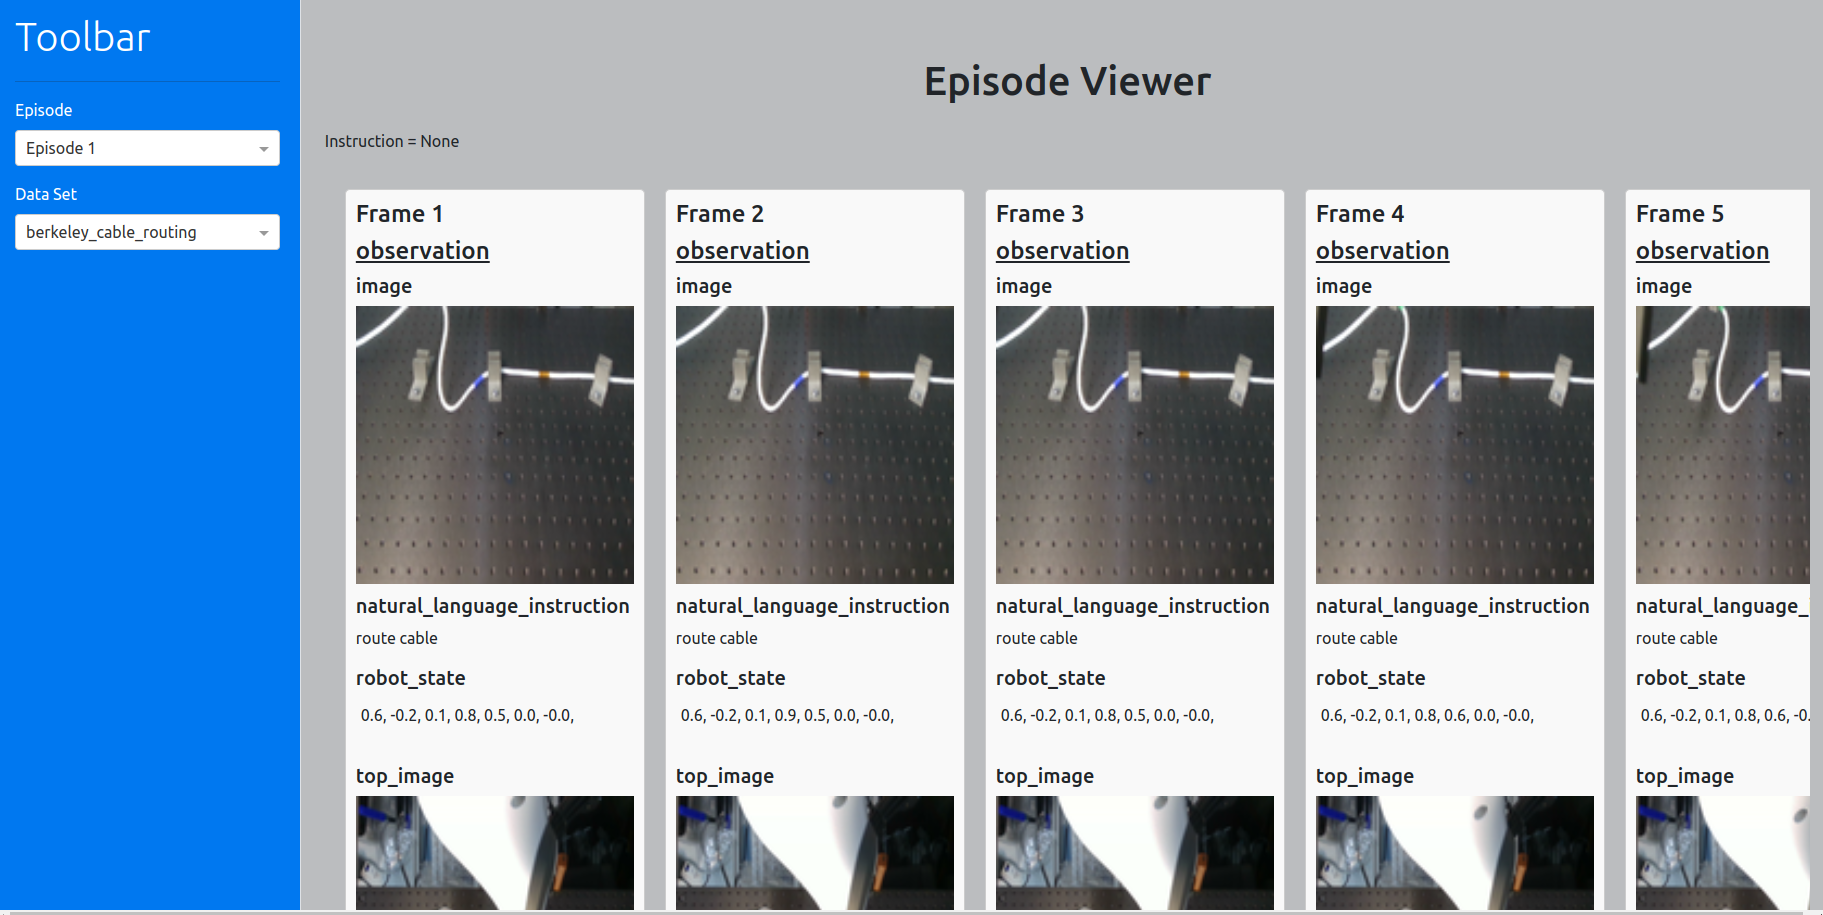 Toolbar
Episode
Episode 1
Data Set
berkeley_cable_routing
Episode Viewer
Instruction = None
Frame 1
observation
image
natural_language_instruction
route cable
robot_state
0.6, -0.2, 0.1, 0.8, 0.5, 0.0, -0.0,
top_image
Frame 2
observation
image
natural_language_instruction
route cable
robot_state
0.6, -0.2, 0.1, 0.9, 0.5, 0.0, -0.0,
top_image
Frame 3
observation
image
natural_language_instruction
route cable
robot_state
0.6, -0.2, 0.1, 0.8, 0.5, 0.0, -0.0,
top_image
Frame 4
observation
image
natural_language_instruction
route cable
robot_state
0.6, -0.2, 0.1, 0.8, 0.6, 0.0, -0.0,
top_image
Frame 5
observation
image
natural_language_
route cable
robot_state
0.6, -0.2, 0.1, 0.8, 0.6, -0.
top_image